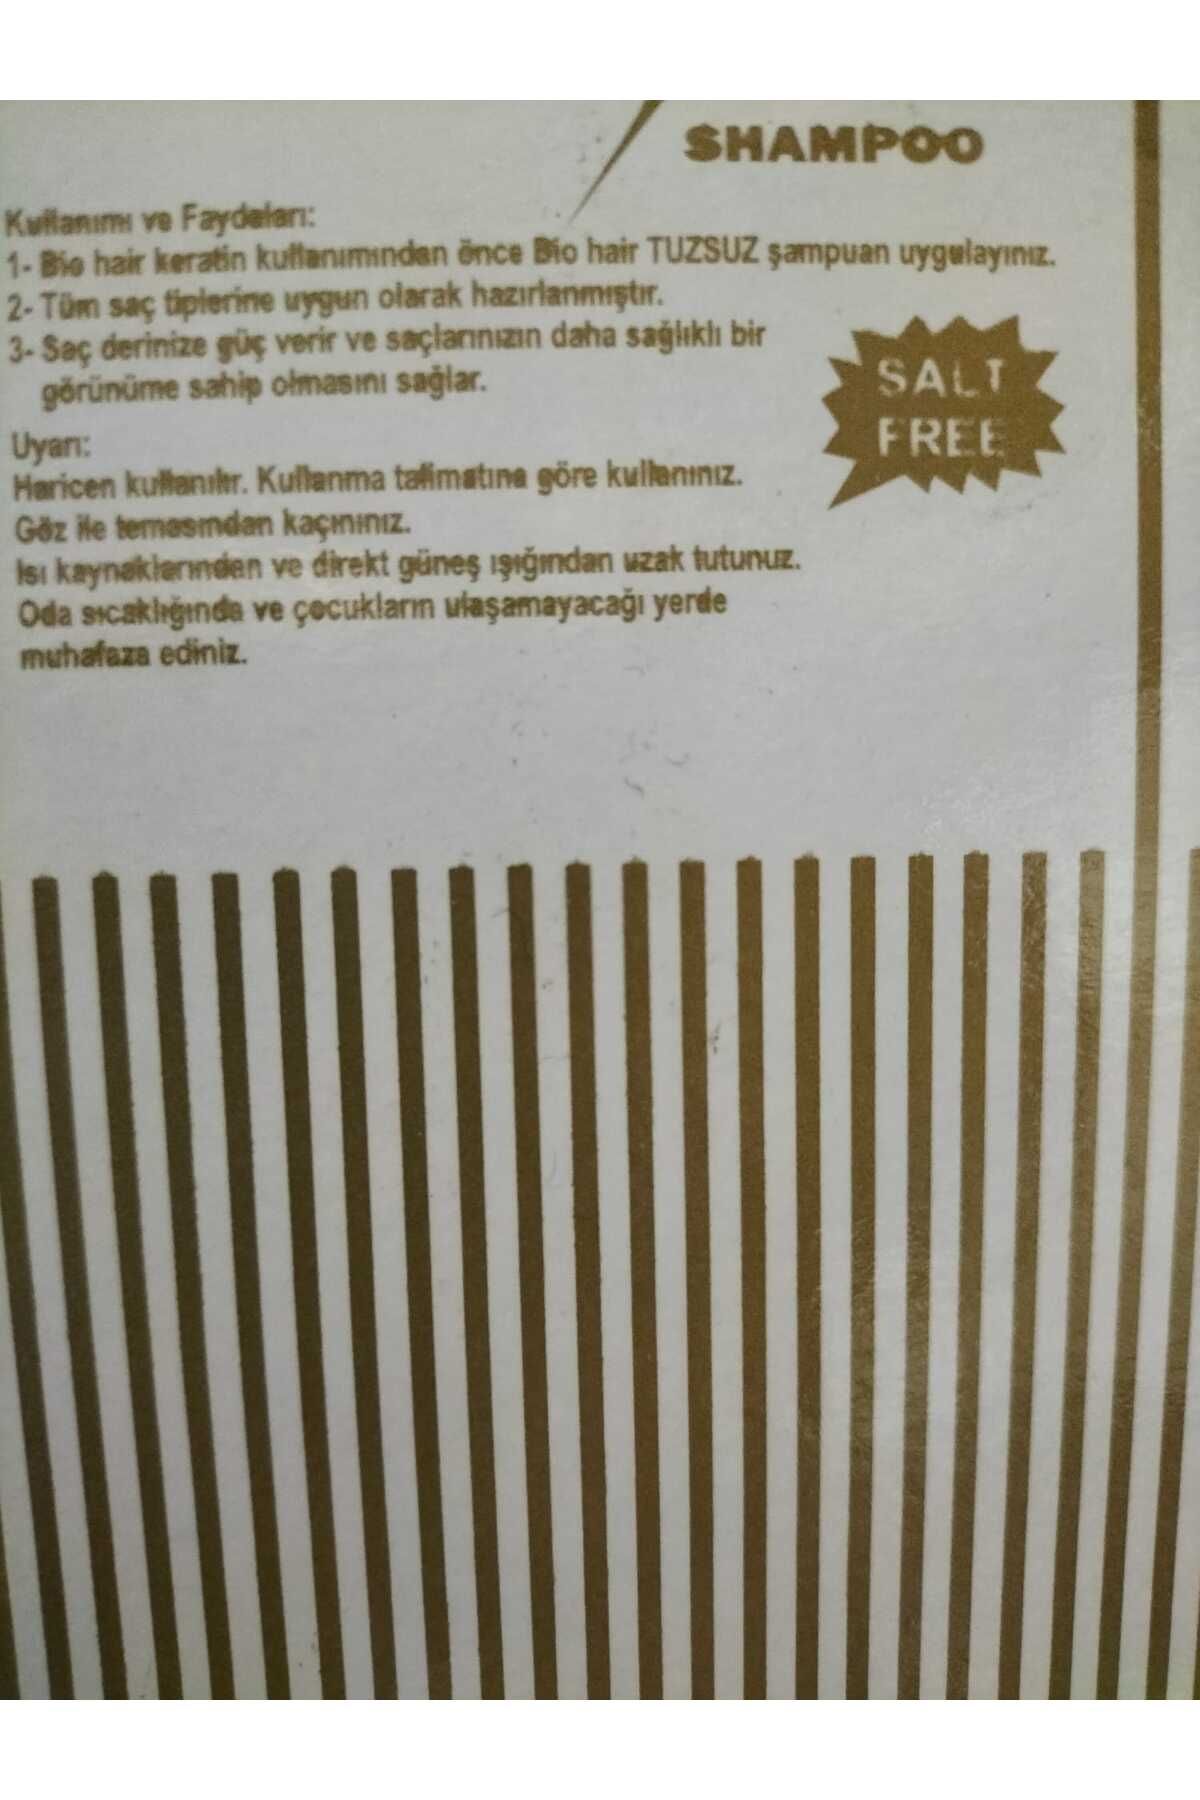 SHAMPOO
Kullanımı ve Faydaları:
1- Bio hair keratin kullanımından önce Bio hair TUZSUZ şampuan uygulayınız.
2- Tüm saç tiplerine uygun olarak hazırlanmıştır.
3- Saç derinize güç verir ve saçlarınızın daha sağlıklı bir
görünüme sahip olmasını sağlar.
SALT
FREE
Uyarı:
Haricen kullanılır. Kullanma talimatına göre kullanınız.
Göz ile temasından kaçınınız.
Isı kaynaklarından ve direkt güneş ışığından uzak tutunuz.
Oda sıcaklığında ve çocukların ulaşamayacağı yerde
muhafaza ediniz.